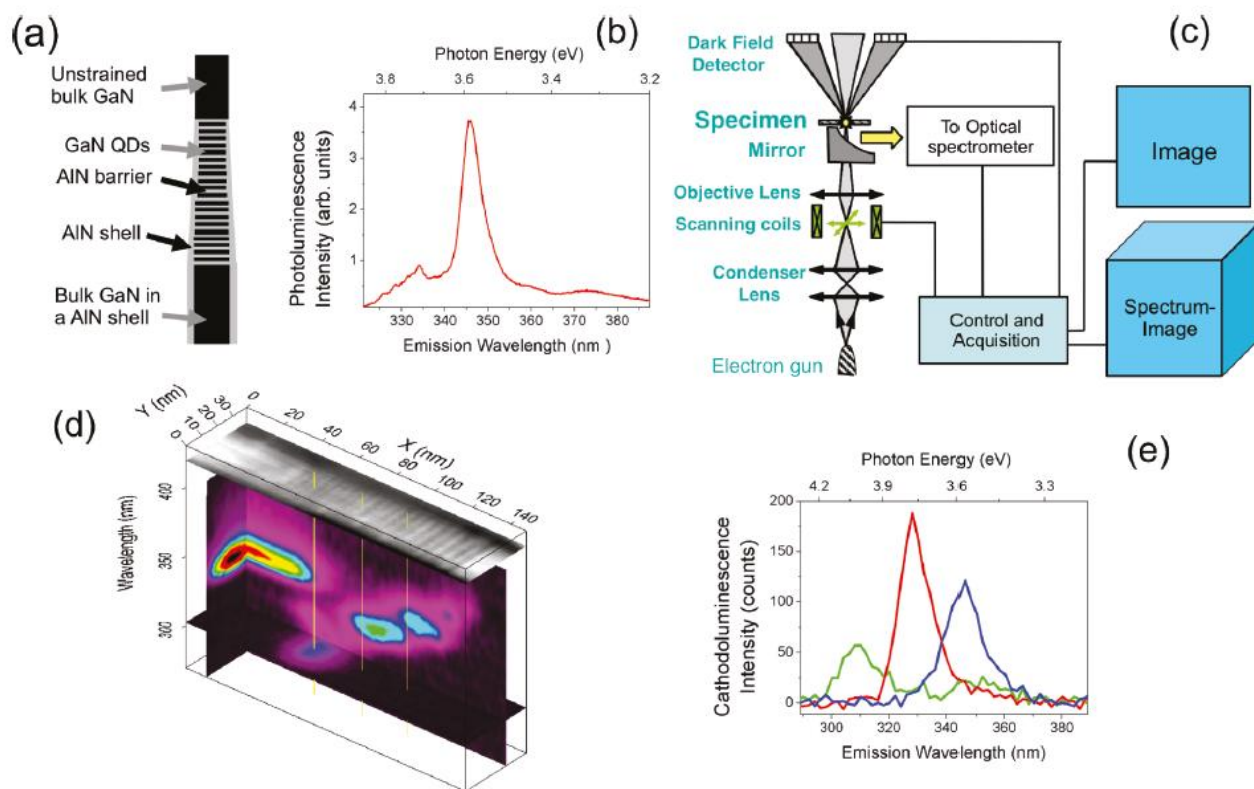 (a)
Unstrained
bulk GaN
GaN QDs
AlN barrier
AlN shell
Bulk GaN in
a AlN shell
(b)
Photon Energy (eV)
3.8 3.6 3.4 3.2
Photoluminescence
Intensity (arb. units)
4
3
2
1
330 340 350 360 370 380
Emission Wavelength (nm )
(c)
Dark Field
Detector
Specimen
Mirror
To Optical
spectrometer
Objective Lens
Scanning coils
Condenser
Lens
Electron gun
Control and
Acquisition
Image
Spectrum-
Image
(d)
Y (nm)
0 10 20 30
X (nm)
0 20 40 60 80 100 120 140
Wavelength (nm)
400
350
300
(e)
Photon Energy (eV)
4.2 3.9 3.6 3.3
Cathodoluminescence
Intensity (counts)
200
150
100
50
0
300 320 340 360 380
Emission Wavelength (nm)